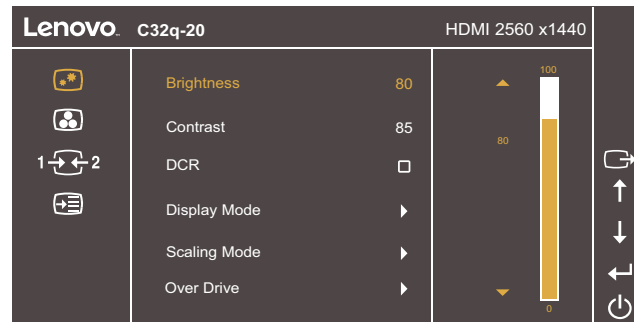 Lenovo. C32q-20 HDMI 2560 x1440
Brightness 80
100
Contrast 85
80
1 2
DCR
Display Mode
Scaling Mode
Over Drive
0